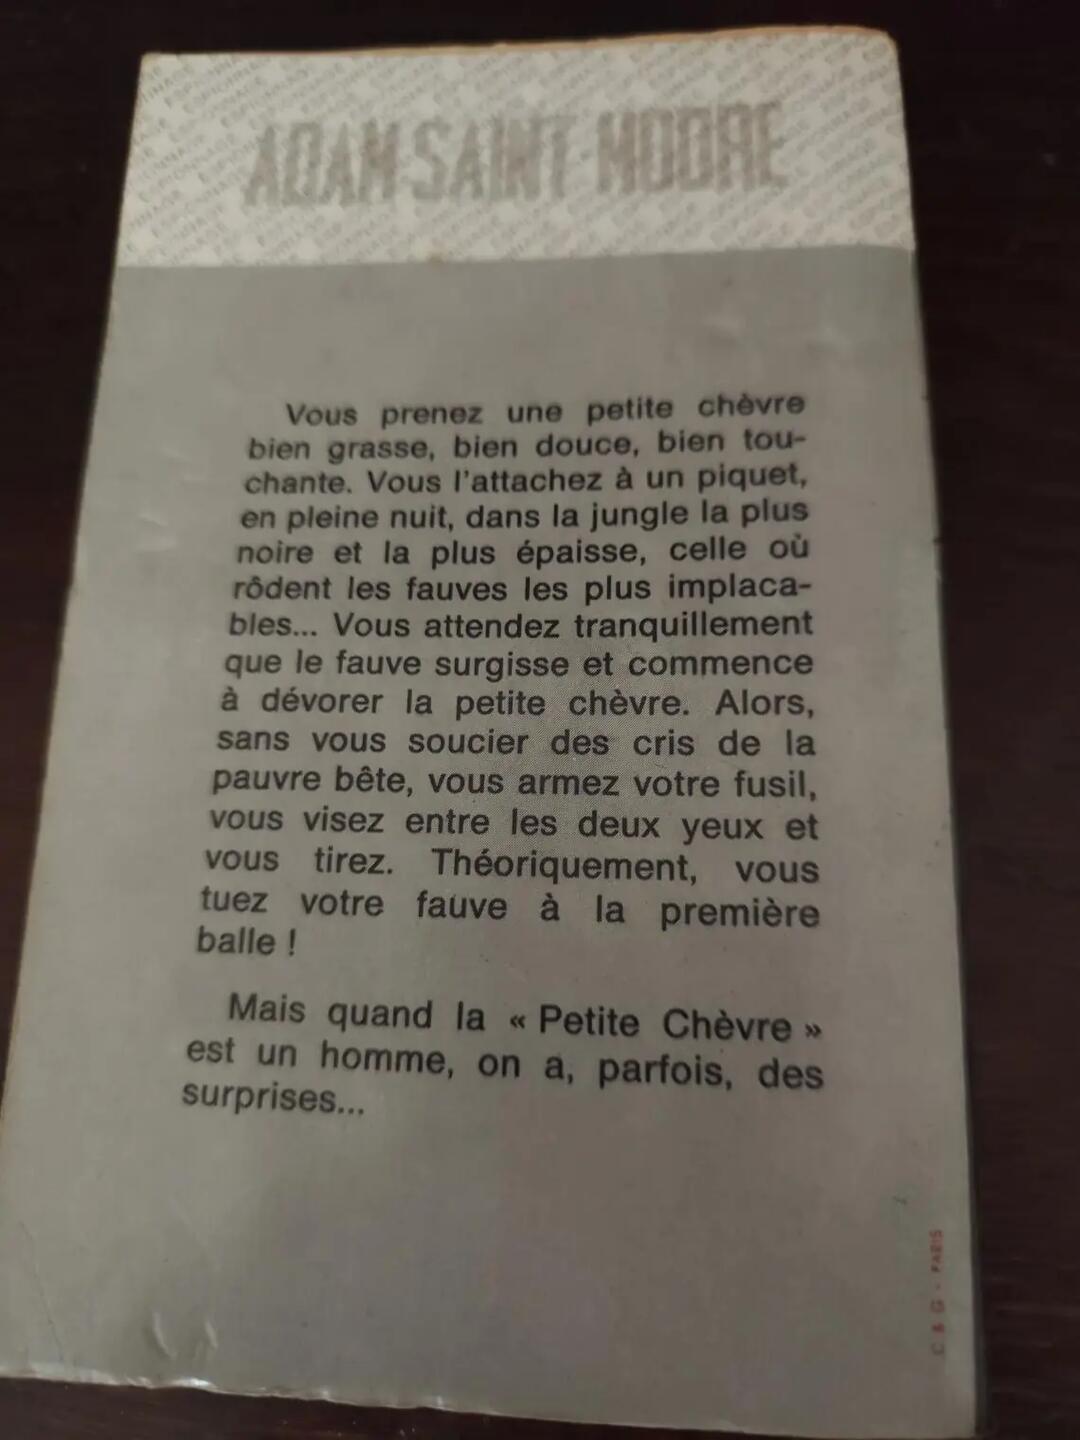 ADAM SAINT MOORE
Vous prenez une petite chèvre
bien grasse, bien douce, bien tou-
chante. Vous l'attachez à un piquet,
en pleine nuit, dans la jungle la plus
noire et la plus épaisse, celle où
rôdent les fauves les plus implaca-
bles... Vous attendez tranquillement
que le fauve surgisse et commence
à dévorer la petite chèvre. Alors,
sans vous soucier des cris de la
pauvre bête, vous armez votre fusil,
vous visez entre les deux yeux et
vous tirez. Théoriquement, vous
tuez votre fauve à la première
balle !
Mais quand la « Petite Chèvre »
est un homme, on a, parfois, des
surprises...
C & G - PARIS